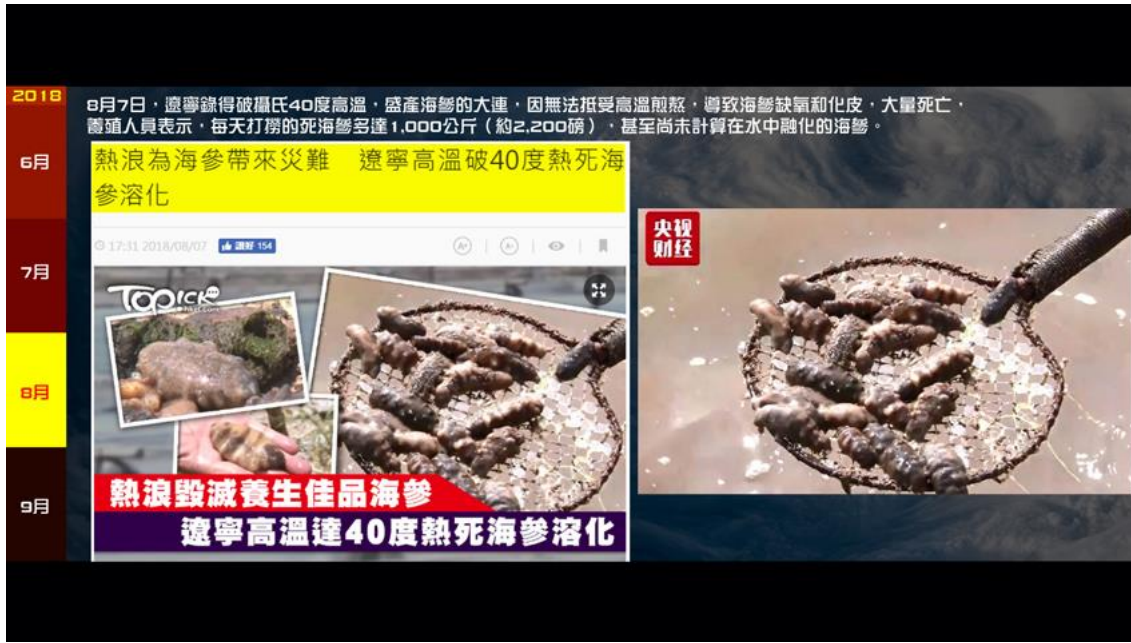 2018
8月7日，遼寧錄得破攝氏40度高溫，盛產海參的大連，因無法抵受高溫煎熬，導致海參缺氧和化皮，大量死亡，
養殖人員表示，每天打撈的死海參多達1,000公斤（約2,200磅），甚至尚未計算在水中融化的海參。
6月
7月
8月
9月
熱浪為海參帶來災難　遼寧高溫破40度熱死海
參溶化
17:31 2018/08/07
讚好 154
A+
A-
TOPICK
hket.com
熱浪毀滅養生佳品海參
遼寧高溫達40度熱死海參溶化
央视
财经